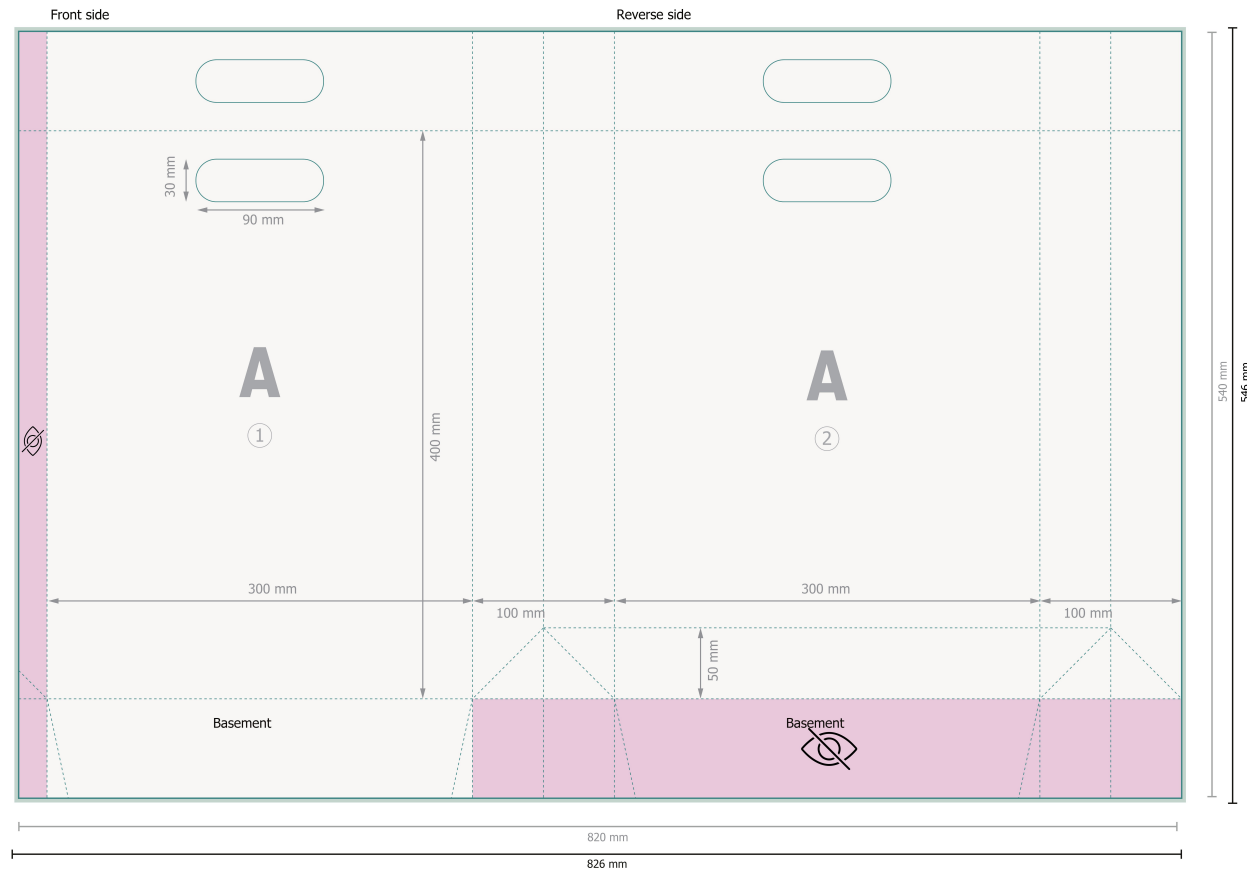 Front side
Reverse side
30 mm
90 mm
A
A
1
2
400 mm
540 mm
546 mm
300 mm
100 mm
300 mm
100 mm
50 mm
Basement
Basement
820 mm
826 mm